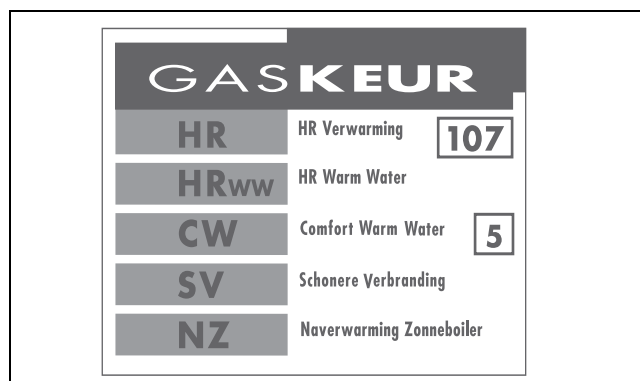 GASKEUR
HR HR Verwarming 107
HRww HR Warm Water
CW Comfort Warm Water 5
SV Schonere Verbranding
NZ Naverwarming Zonneboiler